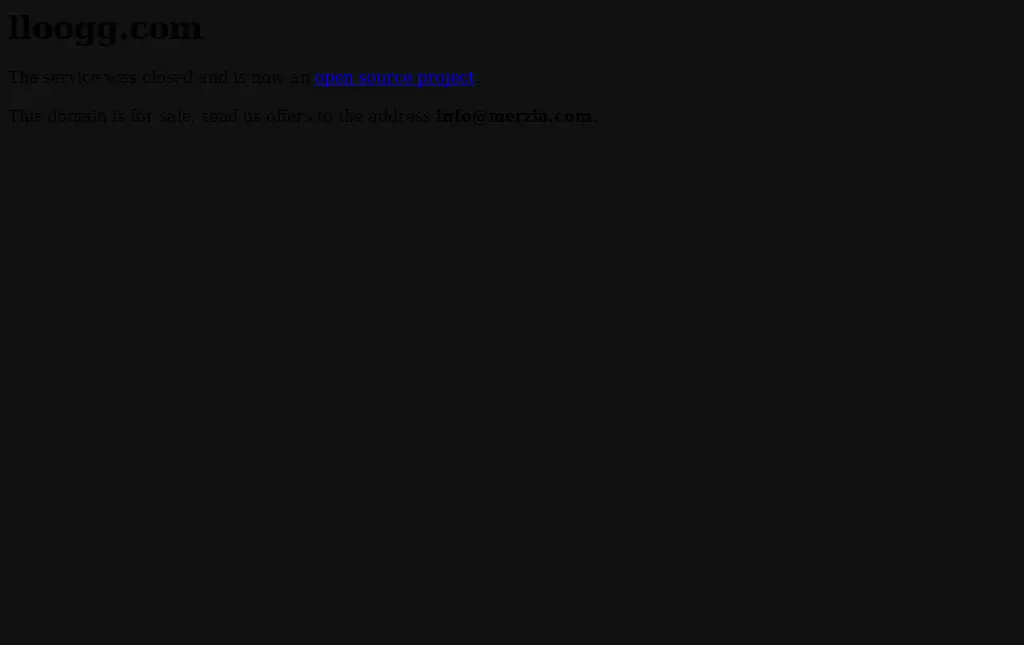 lloogg.com
The service was closed and is now an open source project.
This domain is for sale, send us offers to the address info@merzia.com.